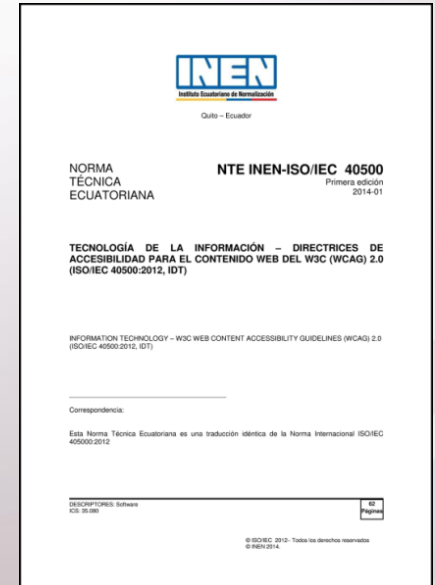 INEN
Instituto Ecuatoriano de Normalización
Quito – Ecuador
NORMA
TÉCNICA
ECUATORIANA
NTE INEN-ISO/IEC 40500
Primera edición
2014-01
TECNOLOGÍA DE LA INFORMACIÓN – DIRECTRICES DE
ACCESIBILIDAD PARA EL CONTENIDO WEB DEL W3C (WCAG) 2.0
(ISO/IEC 40500:2012, IDT)
INFORMATION TECHNOLOGY – W3C WEB CONTENT ACCESSIBILITY GUIDELINES (WCAG) 2.0
(ISO/IEC 40500:2012, IDT)
Correspondencia:
Esta Norma Técnica Ecuatoriana es una traducción idéntica de la Norma Internacional ISO/IEC
405000:2012
DESCRIPTORES: Software
ICS: 35.080
62
Páginas
© ISO/IEC 2012- Todos los derechos reservados
© INEN 2014.